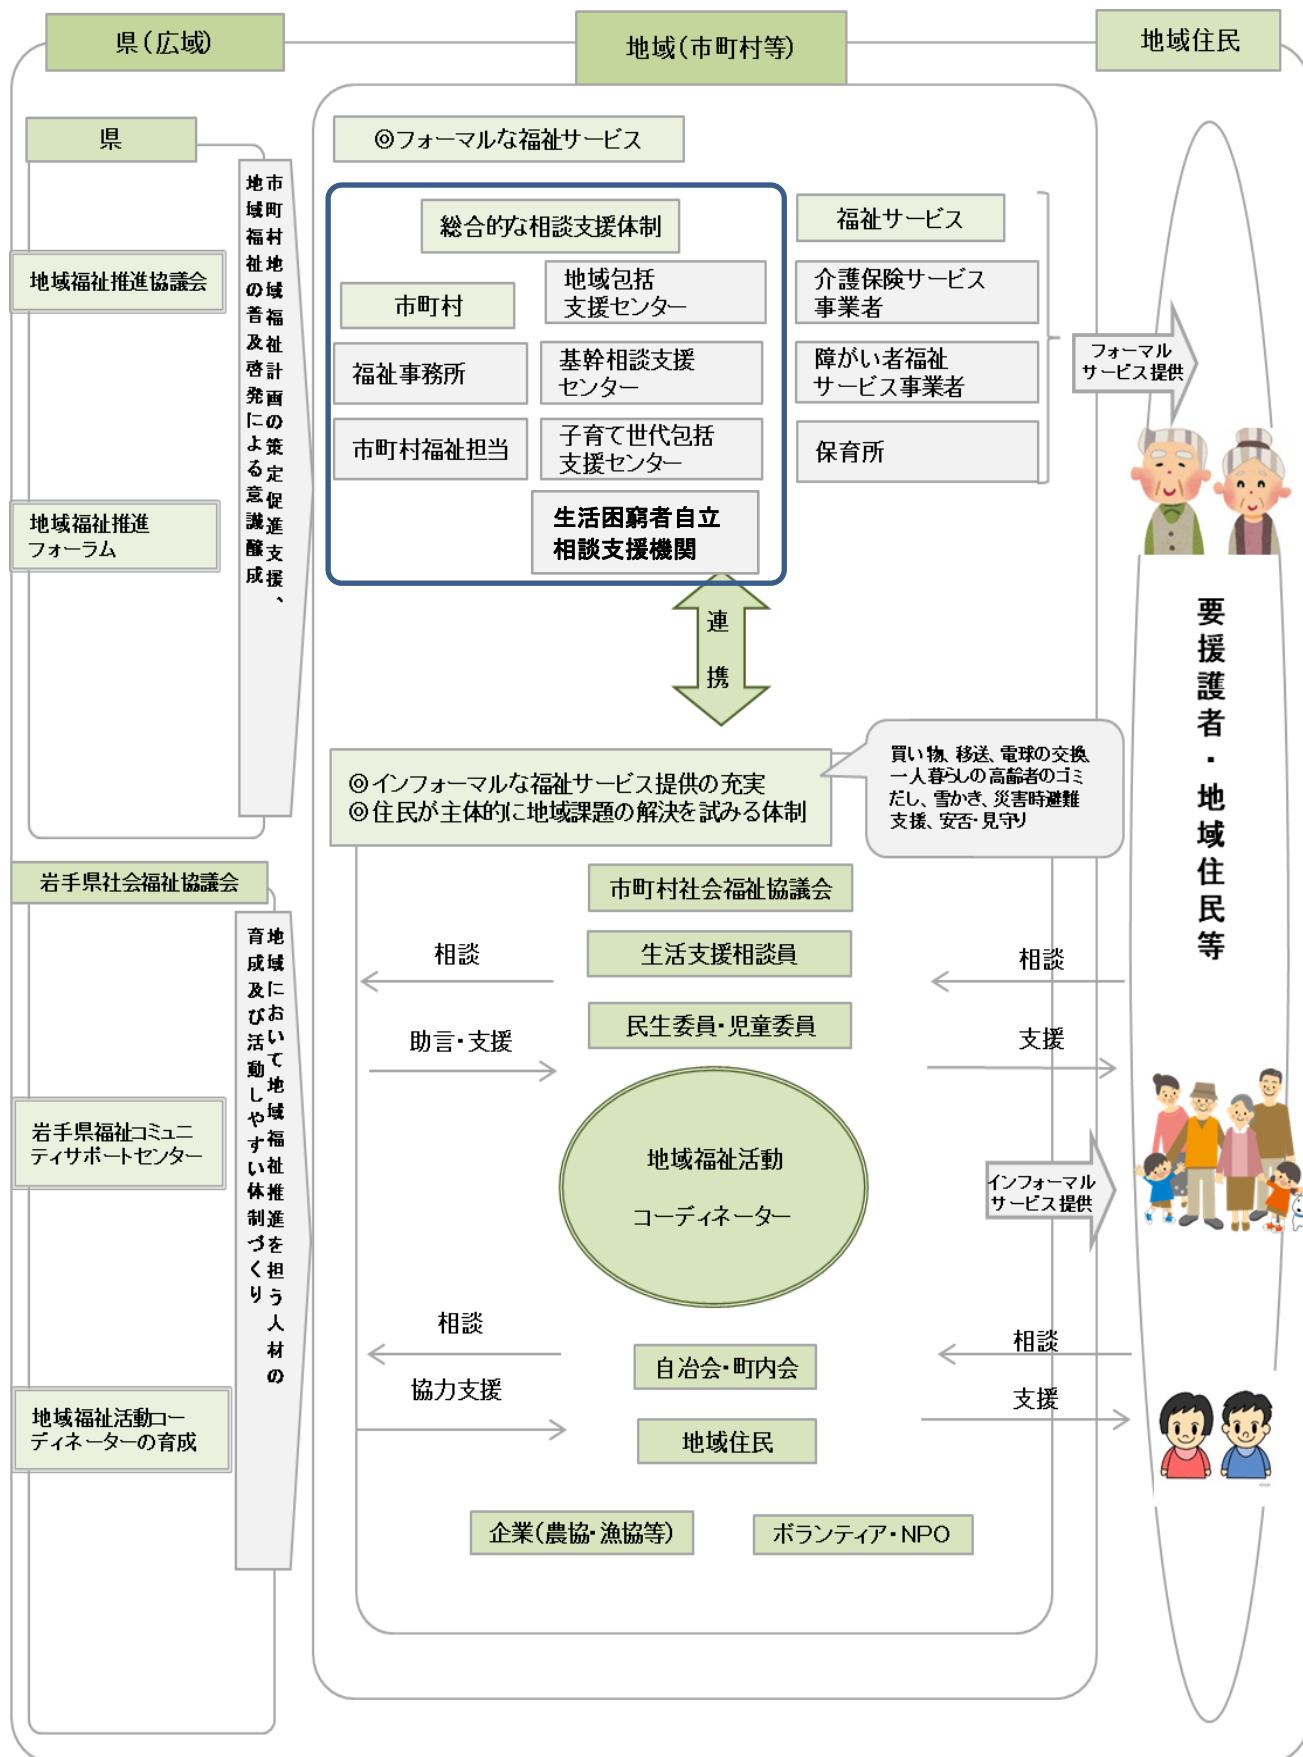 県（広域）
地域（市町村等）
地域住民
県
地域福祉推進協議会
地域福祉推進
フォーラム
市町村地域福祉計画の策定促進支援、
地域福祉の普及啓発による意識醸成
◎フォーマルな福祉サービス
総合的な相談支援体制
市町村
福祉事務所
市町村福祉担当
地域包括
支援センター
基幹相談支援
センター
子育て世代包括
支援センター
生活困窮者自立
相談支援機関
福祉サービス
介護保険サービス
事業者
障がい者福祉
サービス事業者
保育所
フォーマル
サービス提供
連
携
◎インフォーマルな福祉サービス提供の充実
◎住民が主体的に地域課題の解決を試みる体制
買い物、移送、電球の交換
一人暮らしの高齢者のゴミ
だし、雪かき、災害時避難
支援、安否・見守り
要援護者・地域住民等
岩手県社会福祉協議会
岩手県福祉コミュニ
ティサポートセンター
地域福祉活動コー
ディネーターの育成
地域において地域福祉推進を担う人材の
育成及び活動しやすい体制づくり
市町村社会福祉協議会
生活支援相談員
民生委員・児童委員
相談
助言・支援
相談
支援
地域福祉活動
コーディネーター
インフォーマル
サービス提供
相談
協力支援
自治会・町内会
地域住民
相談
支援
企業（農協・漁協等）
ボランティア・NPO